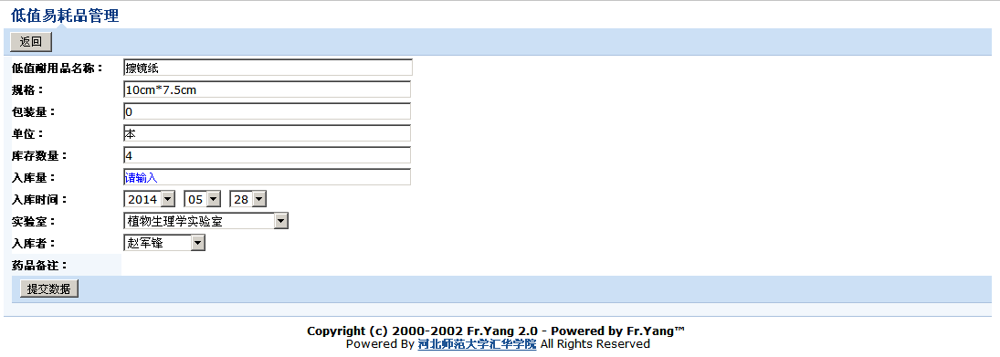 低值易耗品管理
返回
低值耐用品名称： 擦镜纸
规格： 10cm*7.5cm
包装量： 0
单位： 本
库存数量： 4
入库量： 请输入
入库时间： 2014 05 28
实验室： 植物生理学实验室
入库者： 赵军锋
药品备注：
提交数据
Copyright (c) 2000-2002 Fr.Yang 2.0 - Powered by Fr.Yang™
Powered By 河北师范大学汇华学院 All Rights Reserved